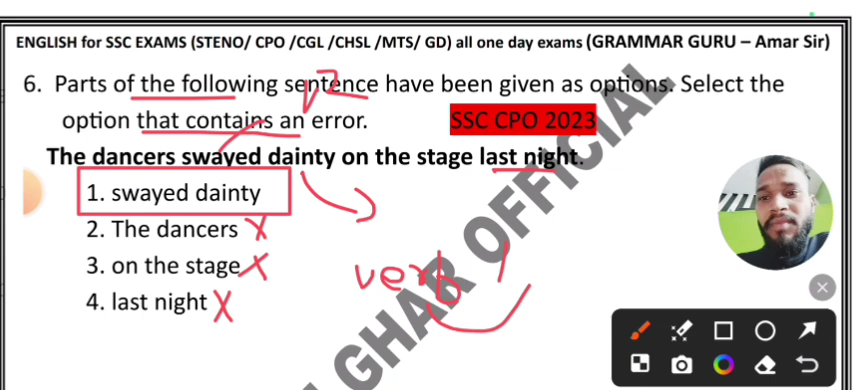 ENGLISH for SSC EXAMS (STENO/ CPO /CGL /CHSL /MTS/ GD) all one day exams (GRAMMAR GURU – Amar Sir)
6. Parts of the following sentence have been given as options. Select the
option that contains an error. SSC CPO 2023
The dancers swayed dainty on the stage last night.
1. swayed dainty
2. The dancers X
3. on the stage X
4. last night X
verb
GHAR OFFICIAL